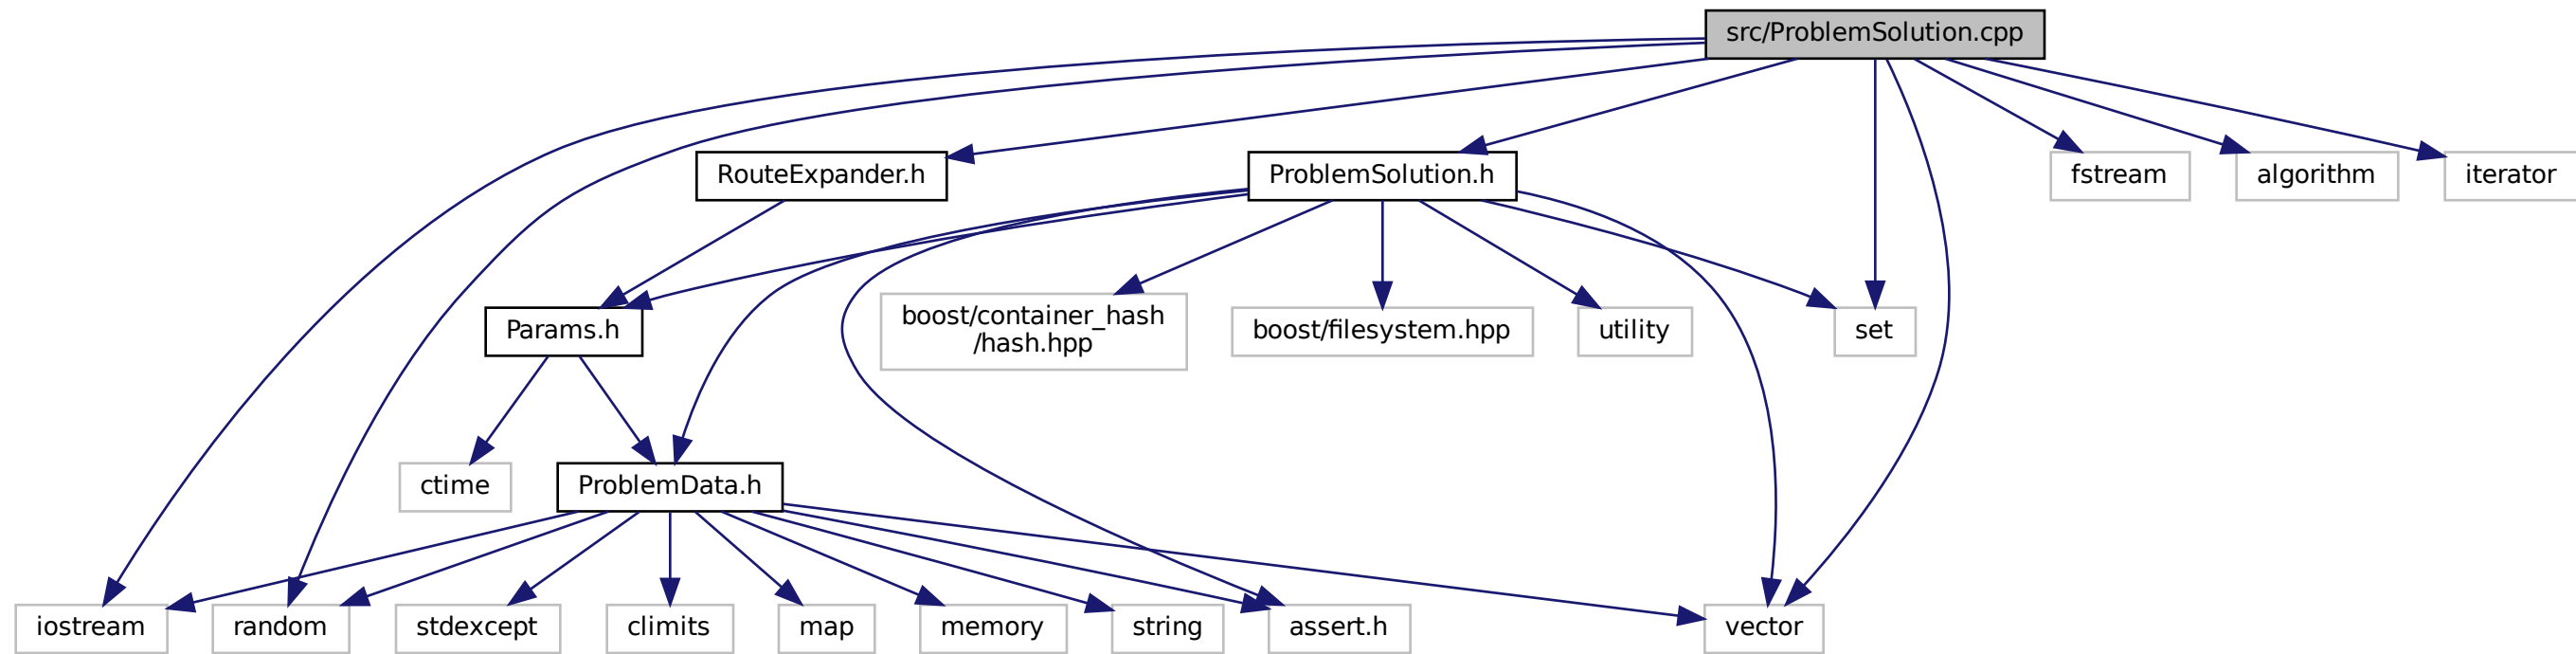 src/ProblemSolution.cpp
RouteExpander.h
ProblemSolution.h
fstream
algorithm
iterator
Params.h
boost/container_hash
/hash.hpp
boost/filesystem.hpp
utility
set
ctime
ProblemData.h
iostream
random
stdexcept
climits
map
memory
string
assert.h
vector